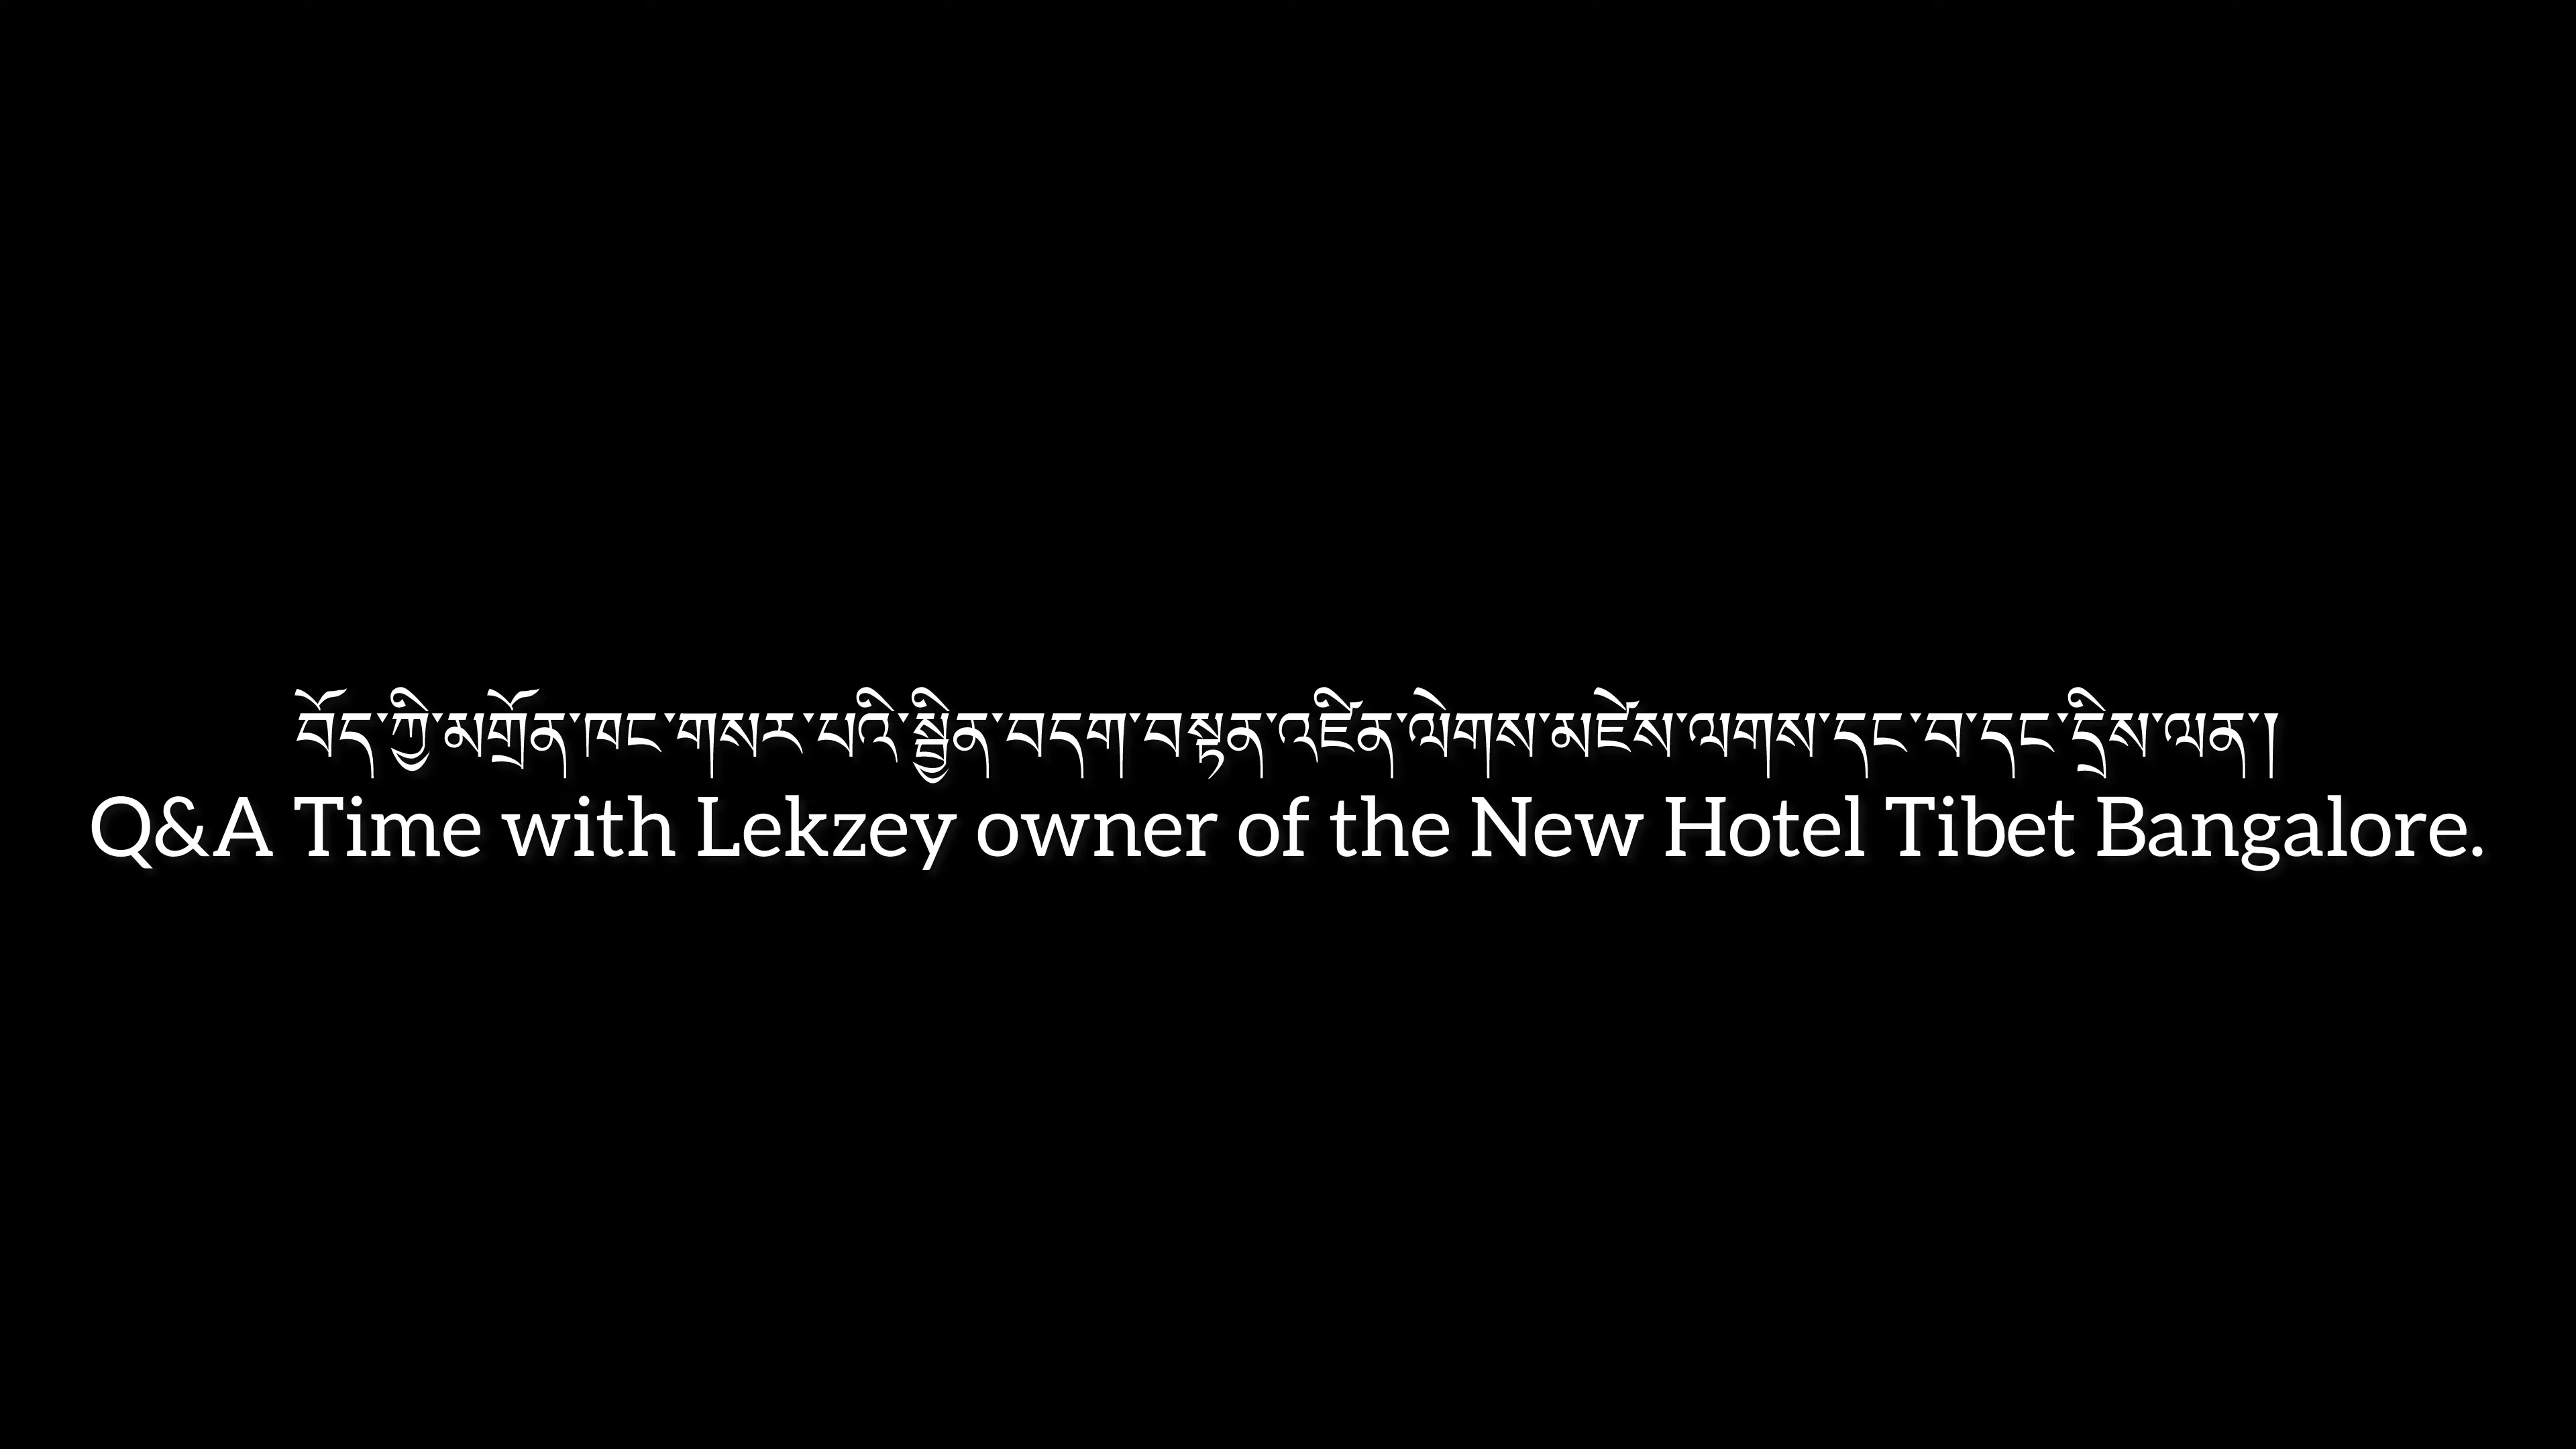 བོད་ཀྱི་མགྲོན་ཁང་གསར་པའི་སྦྱིན་བདག་བསྟན་འཛིན་ལེགས་མཛེས་ལགས་དང་བ་དང་དྲིས་ལན་།
Q&A Time with Lekzey owner of the New Hotel Tibet Bangalore.